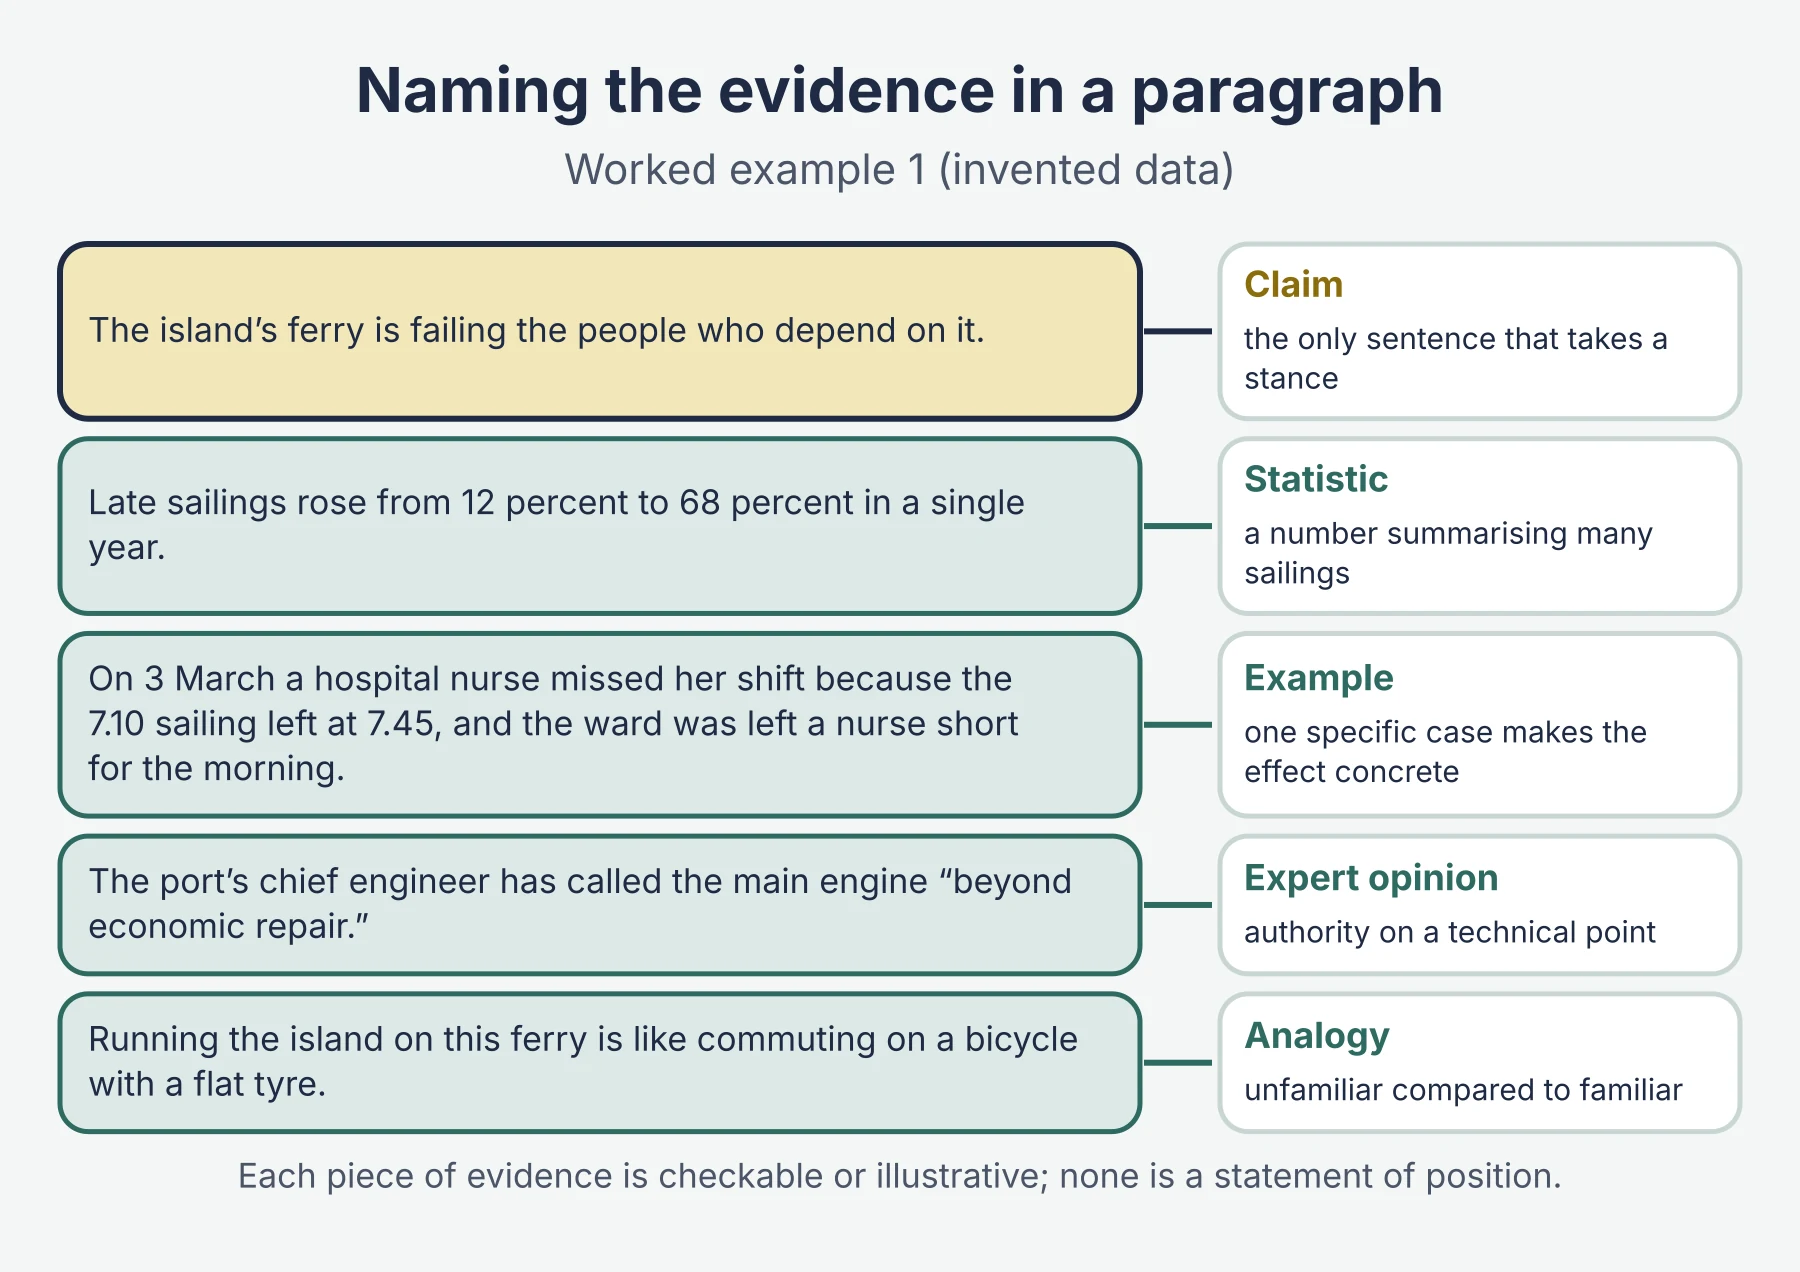 Naming the evidence in a paragraph
Worked example 1 (invented data)
The island’s ferry is failing the people who depend on it.
Claim
the only sentence that takes a
stance
Late sailings rose from 12 percent to 68 percent in a single
year.
Statistic
a number summarising many
sailings
On 3 March a hospital nurse missed her shift because the
7.10 sailing left at 7.45, and the ward was left a nurse short
for the morning.
Example
one specific case makes the
effect concrete
The port’s chief engineer has called the main engine “beyond
economic repair.”
Expert opinion
authority on a technical point
Running the island on this ferry is like commuting on a bicycle
with a flat tyre.
Analogy
unfamiliar compared to familiar
Each piece of evidence is checkable or illustrative; none is a statement of position.